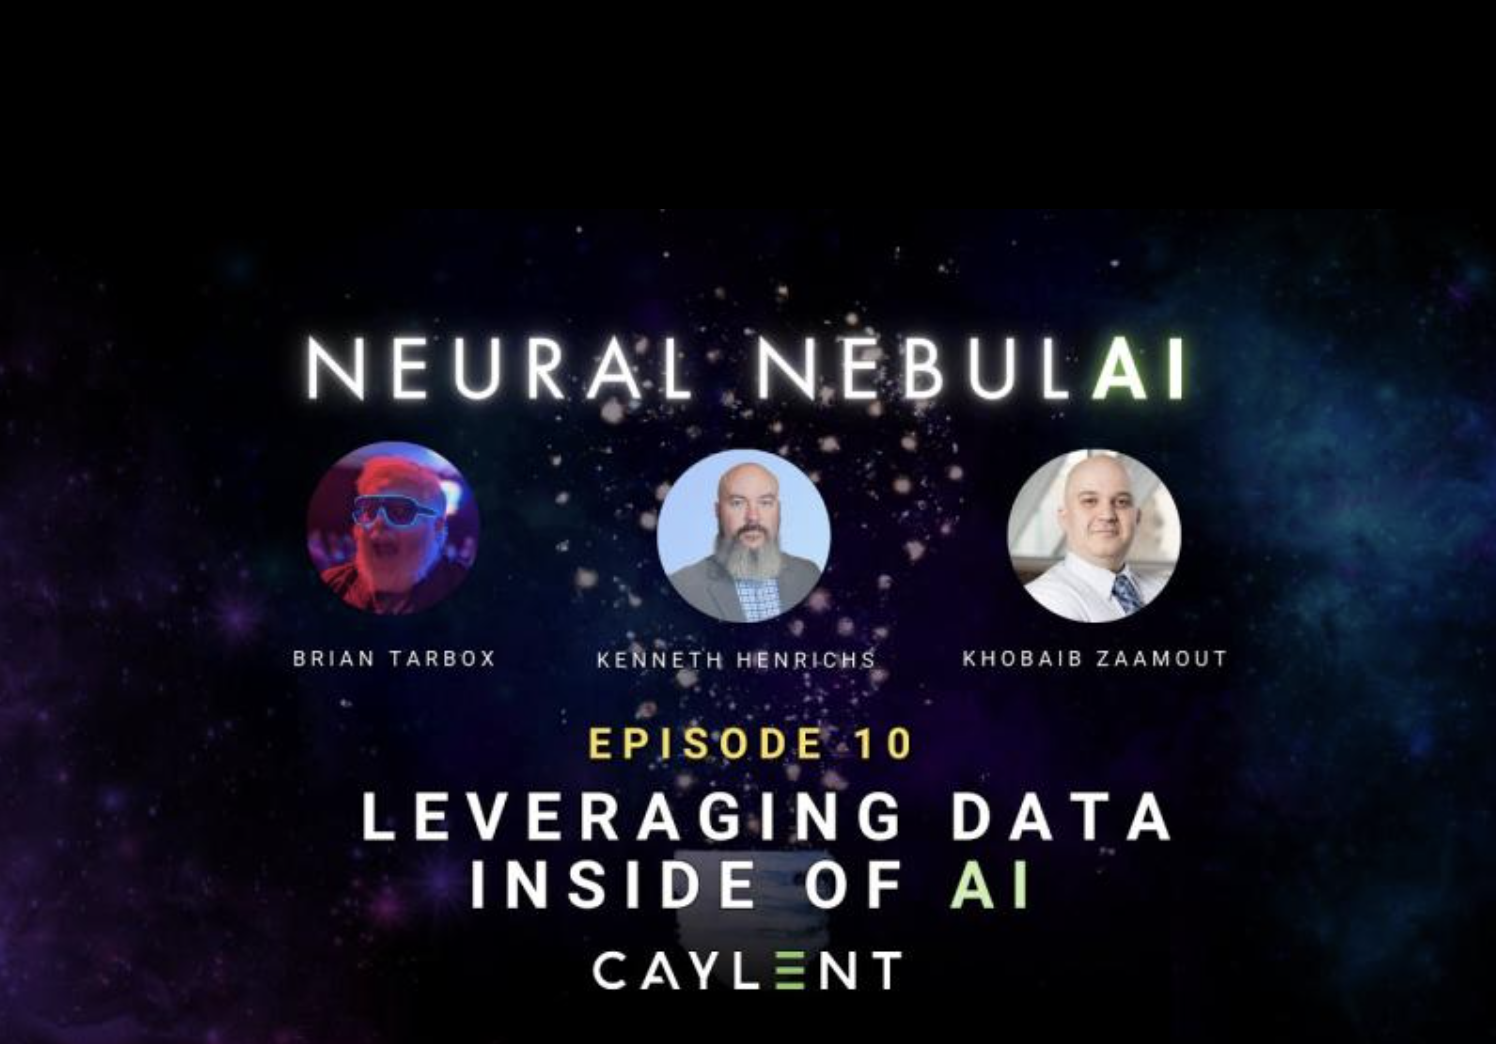 NEURAL NEBULAI
BRIAN TARBOX
KENNETH HENRICHS
KHOBAIB ZAAMOUT
EPISODE 10
LEVERAGING DATA
INSIDE OF AI
CAYLENT